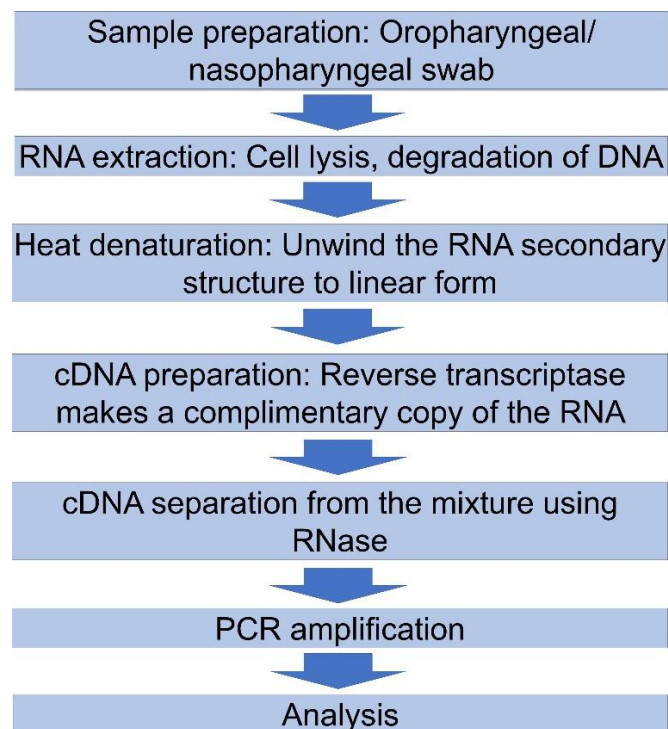 Sample preparation: Oropharyngeal/
nasopharyngeal swab
RNA extraction: Cell lysis, degradation of DNA
Heat denaturation: Unwind the RNA secondary
structure to linear form
cDNA preparation: Reverse transcriptase
makes a complimentary copy of the RNA
cDNA separation from the mixture using
RNase
PCR amplification
Analysis